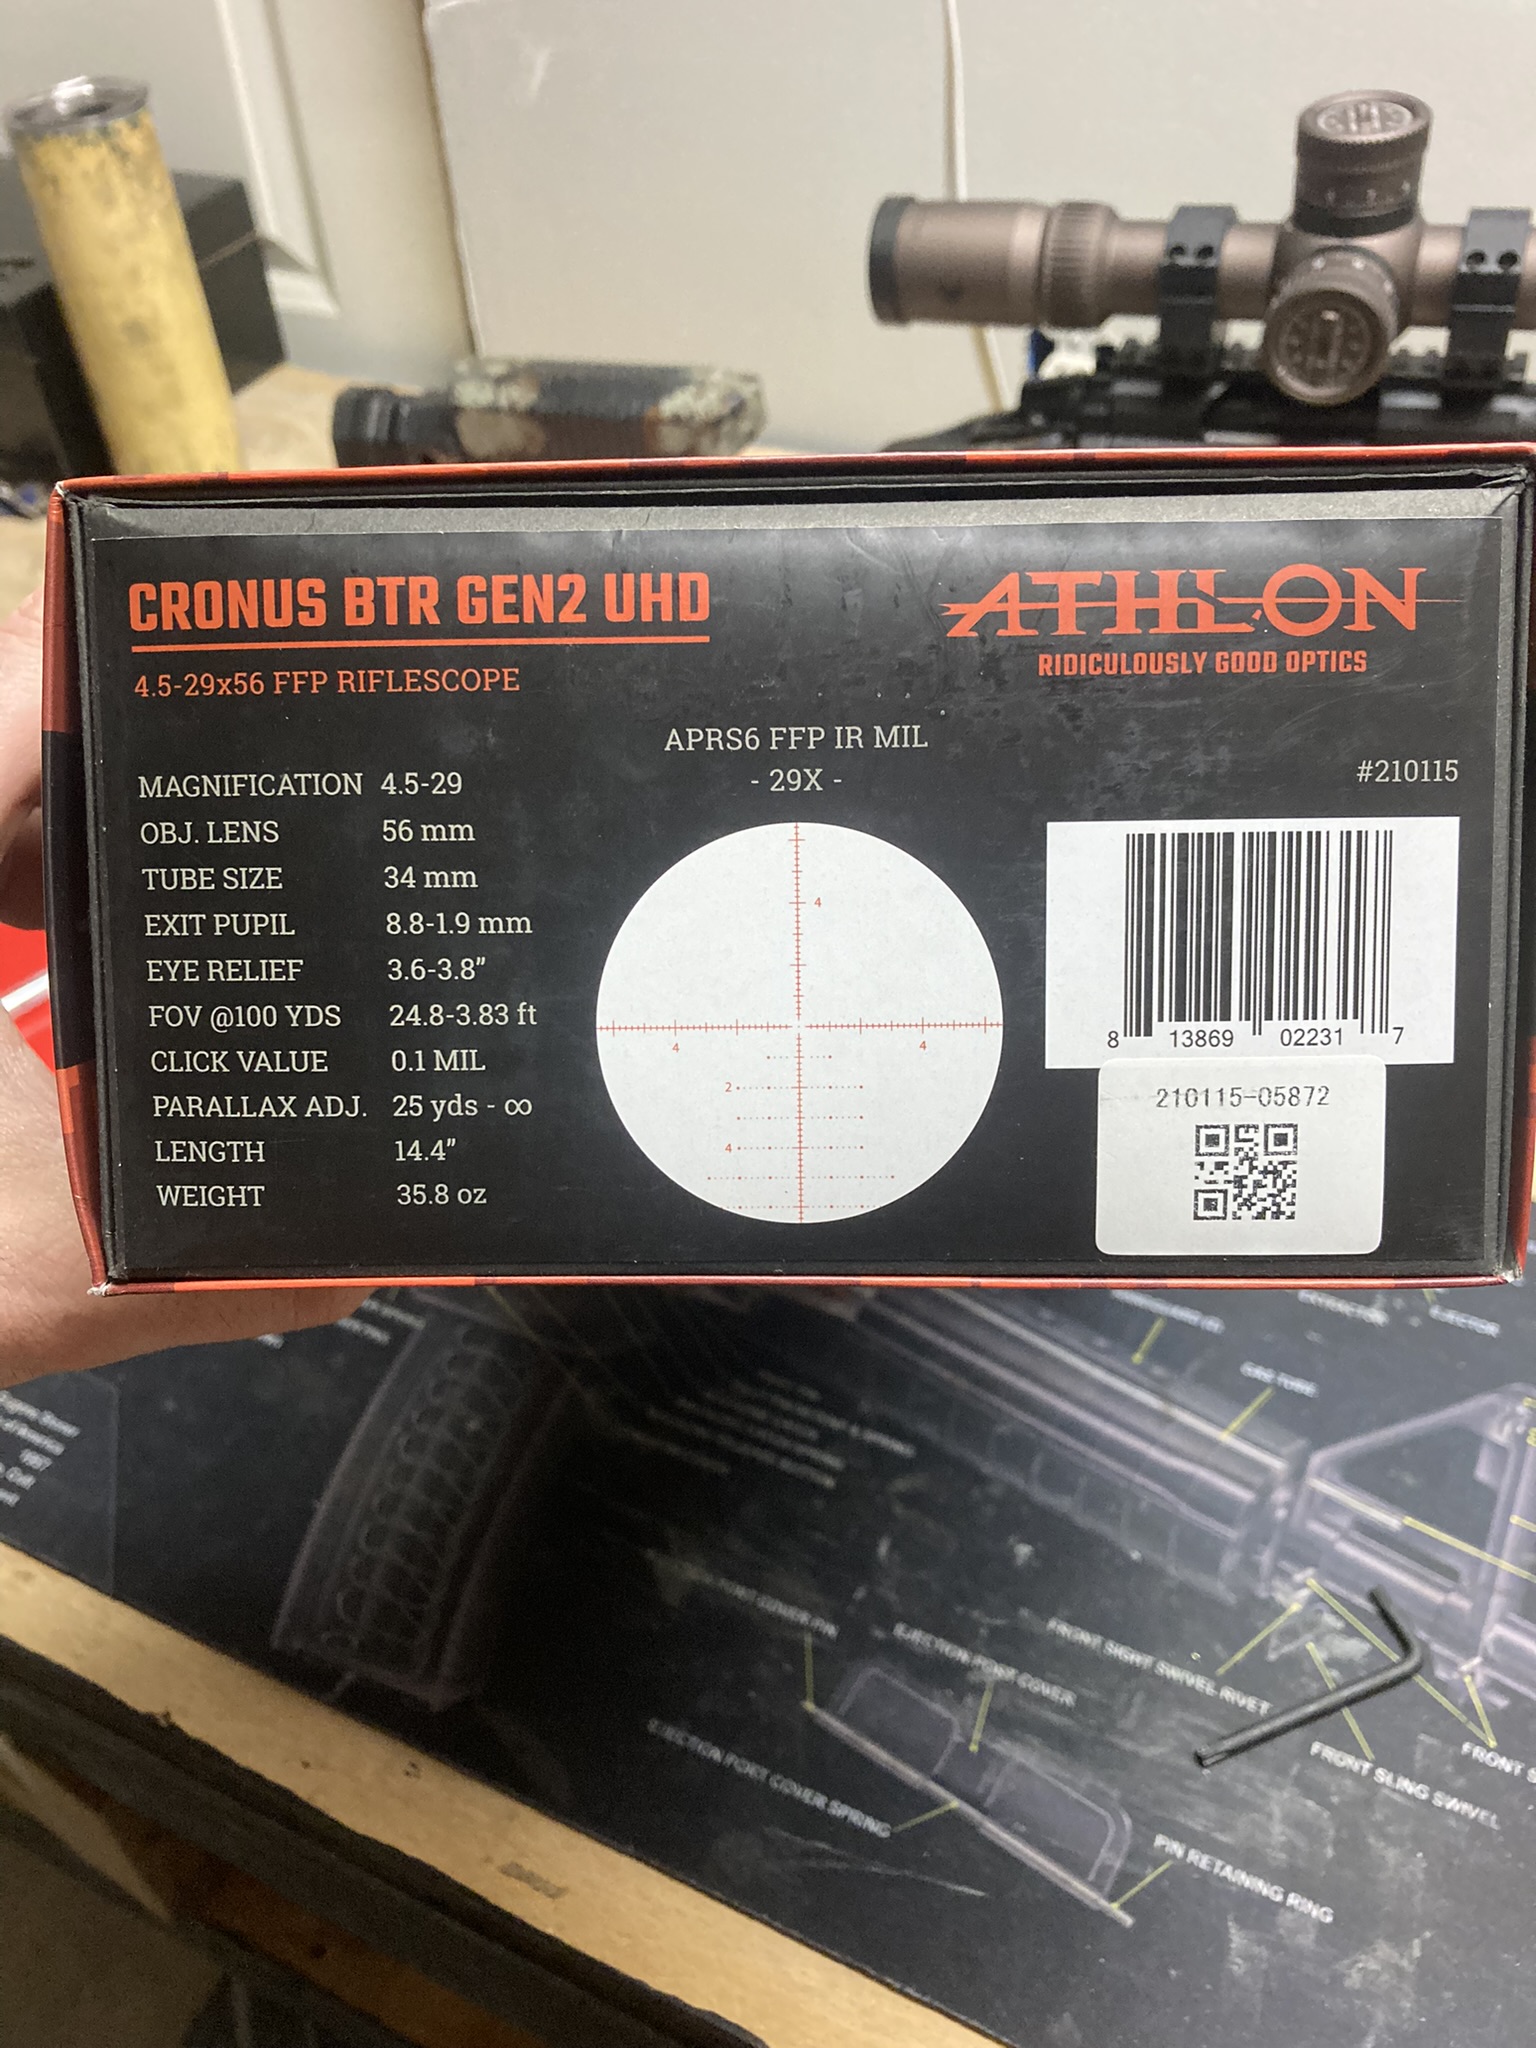 CRONUS BTR GEN2 UHD
4.5-29x56 FFP RIFLESCOPE
ATHLON
RIDICULOUSLY GOOD OPTICS
MAGNIFICATION 4.5-29
OBJ. LENS 56 mm
TUBE SIZE 34 mm
EXIT PUPIL 8.8-1.9 mm
EYE RELIEF 3.6-3.8”
FOV @100 YDS 24.8-3.83 ft
CLICK VALUE 0.1 MIL
PARALLAX ADJ. 25 yds - ∞
LENGTH 14.4”
WEIGHT 35.8 oz
APRS6 FFP IR MIL
- 29X -
4
4 4
2
4
#210115
8 13869 02231 7
210115-05872
EXTRACTOR
EJECTOR
GAS TUBE
EJECTION PORT COVER
FRONT SIGHT SWIVEL RIVET
EJECTION PORT COVER SPRING
FRONT SLING SWIVEL
PIN RETAINING RING